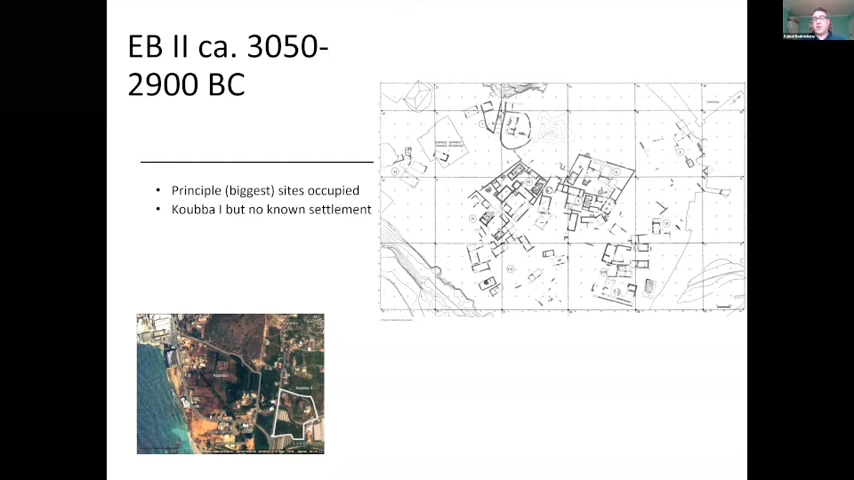 EB II ca. 3050-
2900 BC
• Principle (biggest) sites occupied
• Koubba I but no known settlement